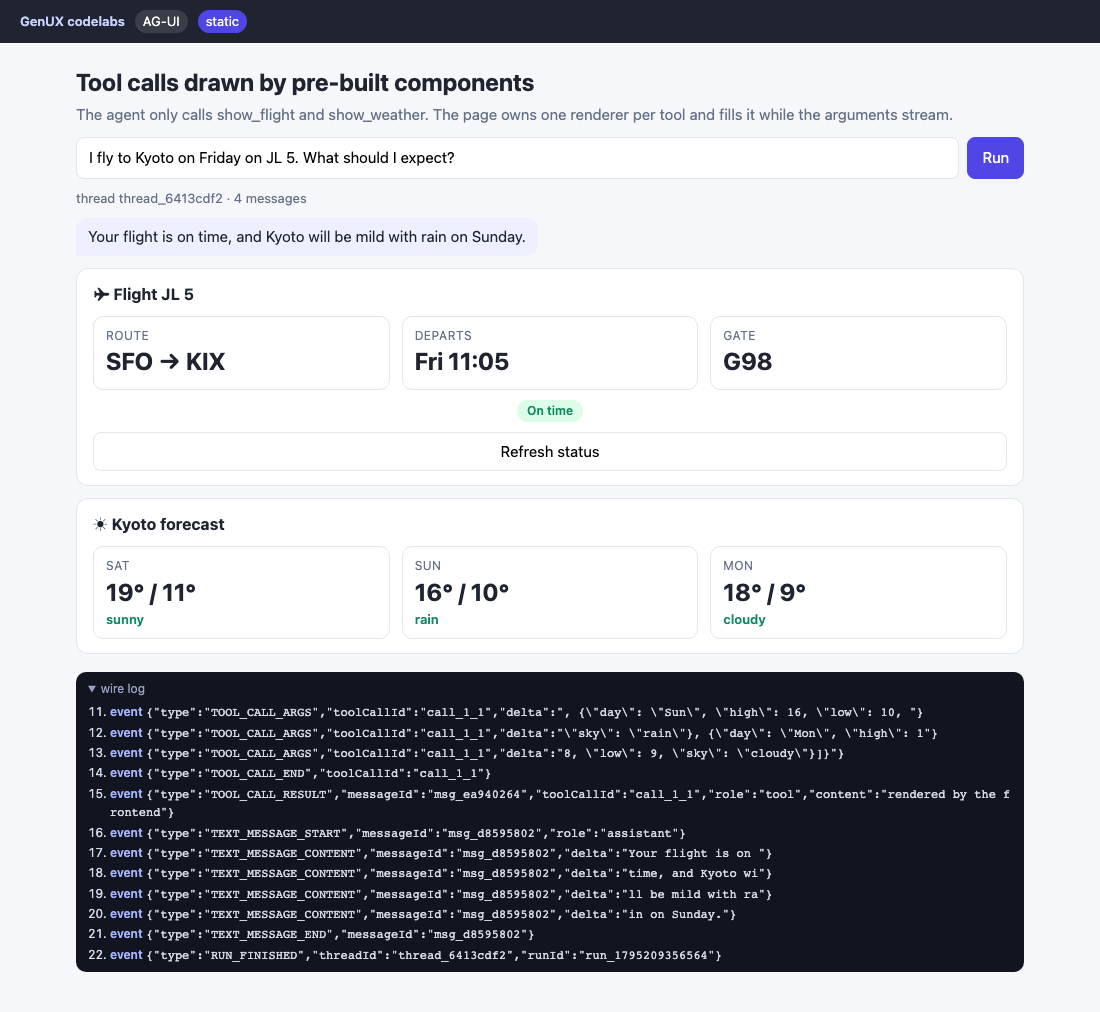 GenUX codelabs AG-UI static
Tool calls drawn by pre-built components
The agent only calls show_flight and show_weather. The page owns one renderer per tool and fills it while the arguments stream.
I fly to Kyoto on Friday on JL 5. What should I expect?
Run
thread thread_6413cdf2 · 4 messages
Your flight is on time, and Kyoto will be mild with rain on Sunday.
✈ Flight JL 5
ROUTE
SFO → KIX
DEPARTS
Fri 11:05
GATE
G98
On time
Refresh status
☀ Kyoto forecast
SAT
19° / 11°
sunny
SUN
16° / 10°
rain
MON
18° / 9°
cloudy
▼ wire log
11. event {"type":"TOOL_CALL_ARGS","toolCallId":"call_1_1","delta":", {\"day\": \"Sun\", \"high\": 16, \"low\": 10, "}
12. event {"type":"TOOL_CALL_ARGS","toolCallId":"call_1_1","delta":"\"sky\": \"rain\"}, {\"day\": \"Mon\", \"high\": 1"}
13. event {"type":"TOOL_CALL_ARGS","toolCallId":"call_1_1","delta":"8, \"low\": 9, \"sky\": \"cloudy\"}]}"}
14. event {"type":"TOOL_CALL_END","toolCallId":"call_1_1"}
15. event {"type":"TOOL_CALL_RESULT","messageId":"msg_ea940264","toolCallId":"call_1_1","role":"tool","content":"rendered by the f
rontend"}
16. event {"type":"TEXT_MESSAGE_START","messageId":"msg_d8595802","role":"assistant"}
17. event {"type":"TEXT_MESSAGE_CONTENT","messageId":"msg_d8595802","delta":"Your flight is on "}
18. event {"type":"TEXT_MESSAGE_CONTENT","messageId":"msg_d8595802","delta":"time, and Kyoto wi"}
19. event {"type":"TEXT_MESSAGE_CONTENT","messageId":"msg_d8595802","delta":"ll be mild with ra"}
20. event {"type":"TEXT_MESSAGE_CONTENT","messageId":"msg_d8595802","delta":"in on Sunday."}
21. event {"type":"TEXT_MESSAGE_END","messageId":"msg_d8595802"}
22. event {"type":"RUN_FINISHED","threadId":"thread_6413cdf2","runId":"run_1795209356564"}